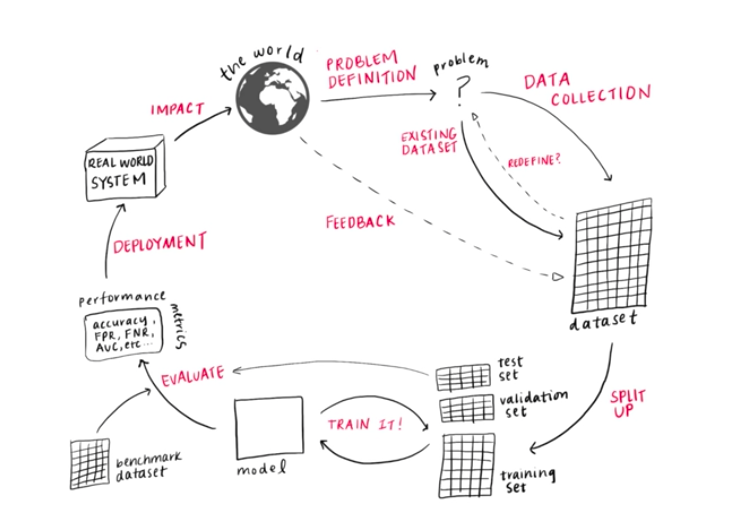 the world
PROBLEM
DEFINITION
problem
?
DATA
COLLECTION
IMPACT
EXISTING
DATASET
REDEFINE?
REAL WORLD
SYSTEM
FEEDBACK
DEPLOYMENT
dataset
performance
metrics
accuracy,
FPR, FNR,
AUC, etc...
EVALUATE
test
set
validation
set
SPLIT
UP
TRAIN IT!
model
benchmark
dataset
training
set